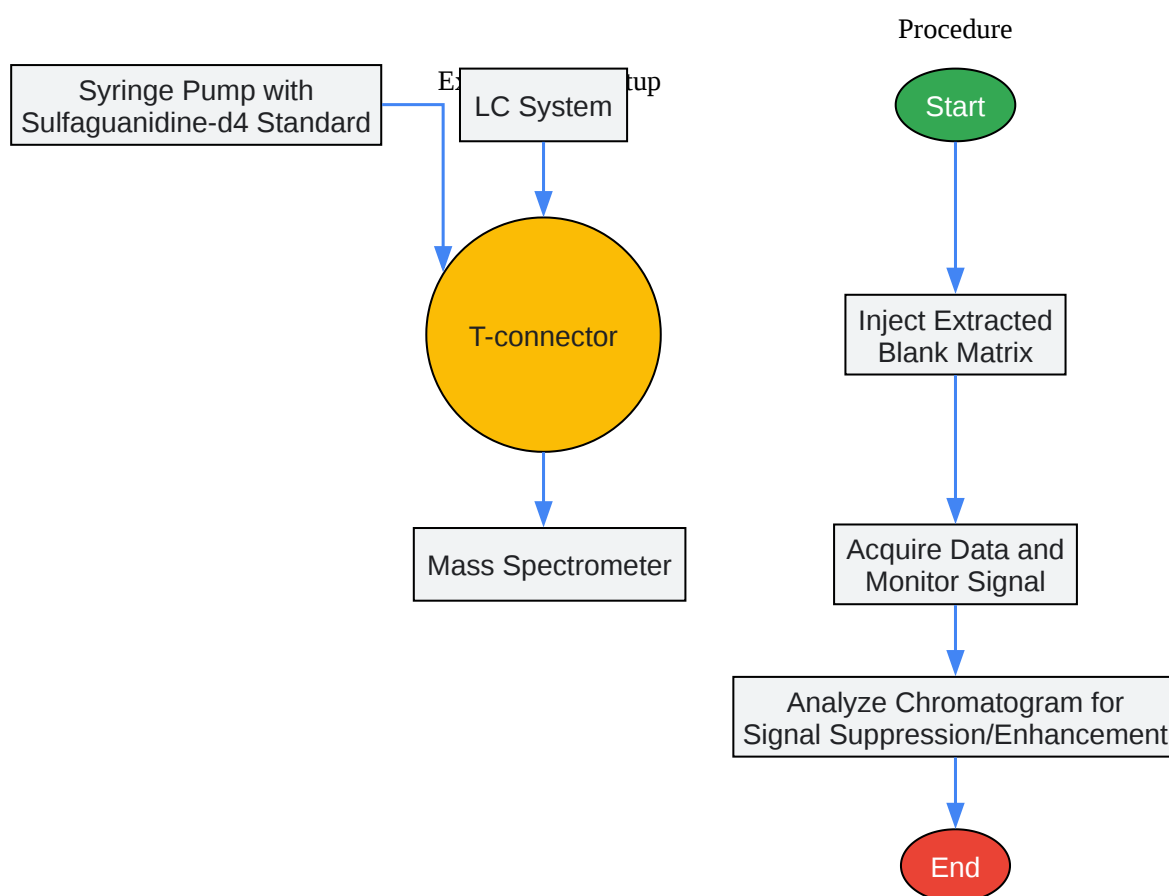 Syringe Pump with
Sulfaguanidine-d4 Standard
LC System
T-connector
Mass Spectrometer
Procedure
Start
Inject Extracted
Blank Matrix
Acquire Data and
Monitor Signal
Analyze Chromatogram for
Signal Suppression/Enhancement
End